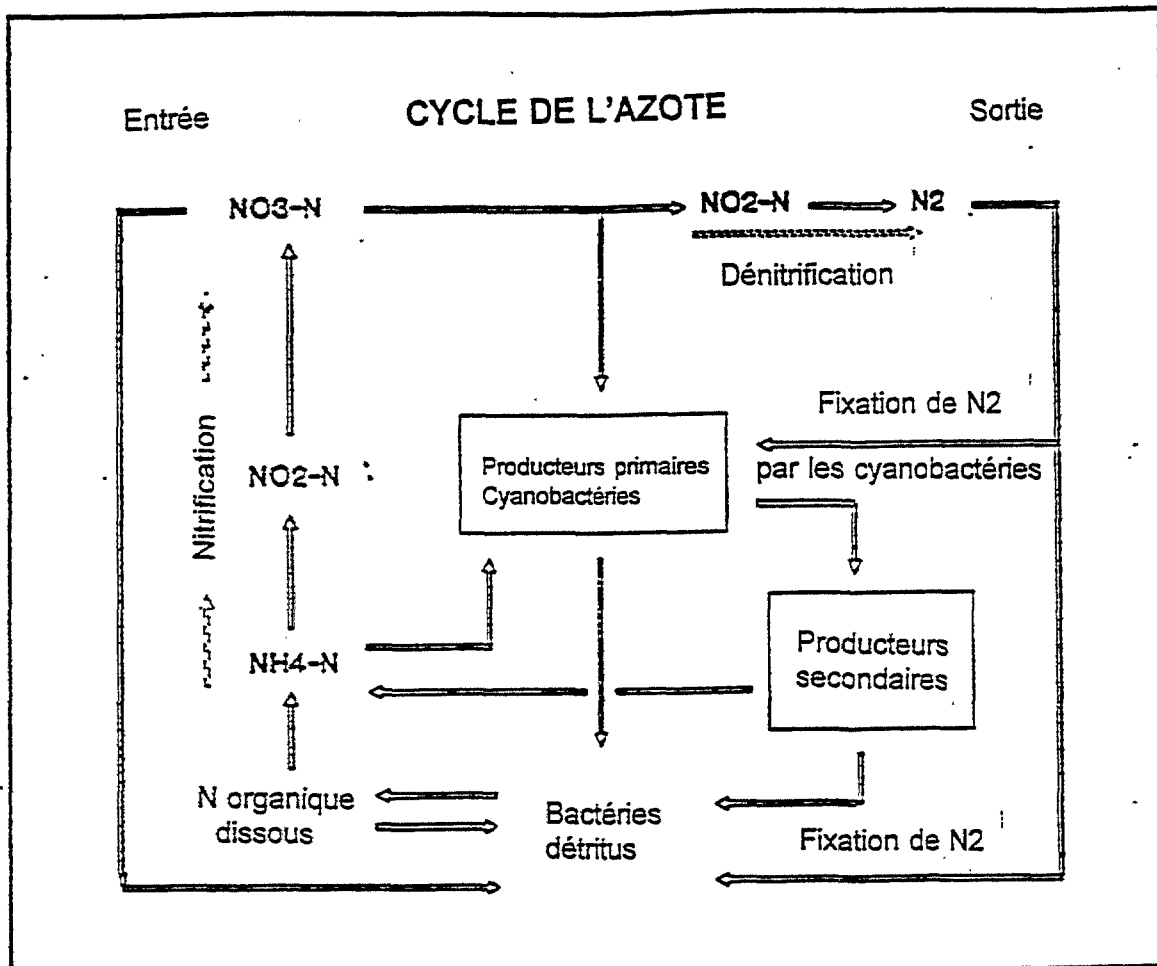 Entrée
CYCLE DE L'AZOTE
Sortie
NO3-N
NO2-N
N2
Dénitrification
Nitrification
Fixation de N2
par les cyanobactéries
Producteurs primaires
Cyanobactéries
NO2-N
NH4-N
Producteurs
secondaires
N organique
dissous
Bactéries
détritus
Fixation de N2